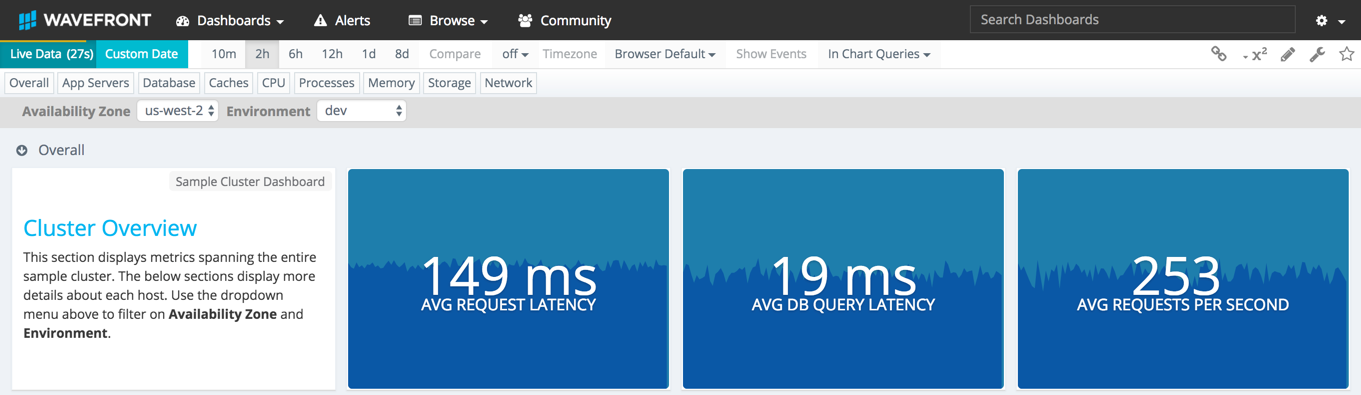 WAVEFRONT Dashboards Alerts Browse Community Search Dashboards
Live Data (27s) Custom Date 10m 2h 6h 12h 1d 8d Compare off Timezone Browser Default Show Events In Chart Queries x²
Overall App Servers Database Caches CPU Processes Memory Storage Network
Availability Zone us-west-2 Environment dev
Overall
Sample Cluster Dashboard
Cluster Overview
This section displays metrics spanning the entire
sample cluster. The below sections display more
details about each host. Use the dropdown
menu above to filter on Availability Zone and
Environment.
149 ms
AVG REQUEST LATENCY
19 ms
AVG DB QUERY LATENCY
253
AVG REQUESTS PER SECOND